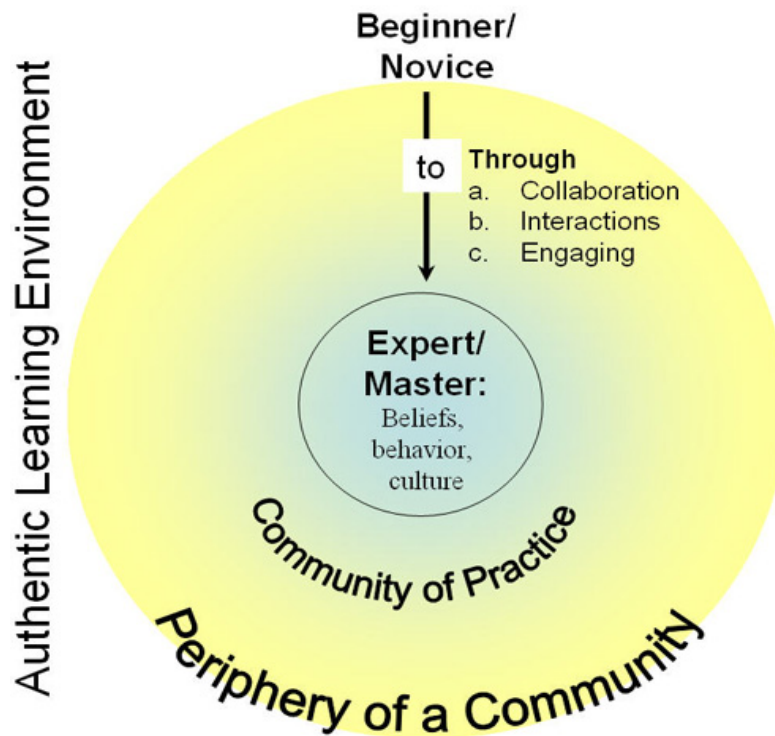 Authentic Learning Environment
Beginner/
Novice
to
Through
a. Collaboration
b. Interactions
c. Engaging
Expert/
Master:
Beliefs,
behavior,
culture
Community of Practice
Periphery of a Community